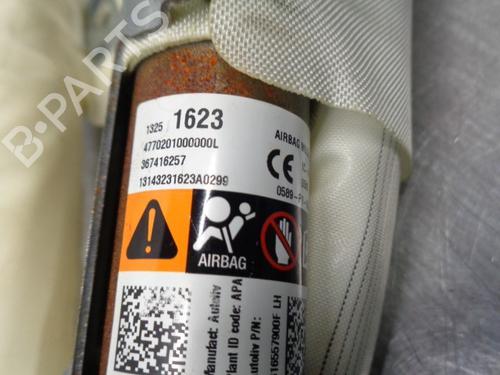 1325 1623
4770201000000L
367416257
13143231623A0299
AIRBAG
CE
0589-P
AIRBAG
Manufact: Autoliv
Plant ID code: APA
Autoliv P/N:
616557900F LH
B-PARTS